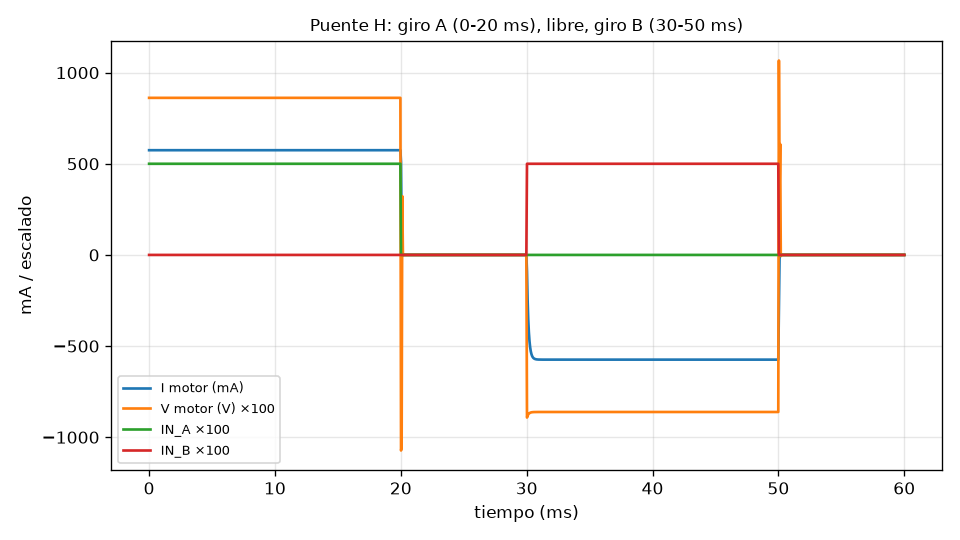 Puente H: giro A (0-20 ms), libre, giro B (30-50 ms)
mA / escalado
1000
500
0
−500
−1000
I motor (mA)
V motor (V) ×100
IN_A ×100
IN_B ×100
0 10 20 30 40 50 60
tiempo (ms)